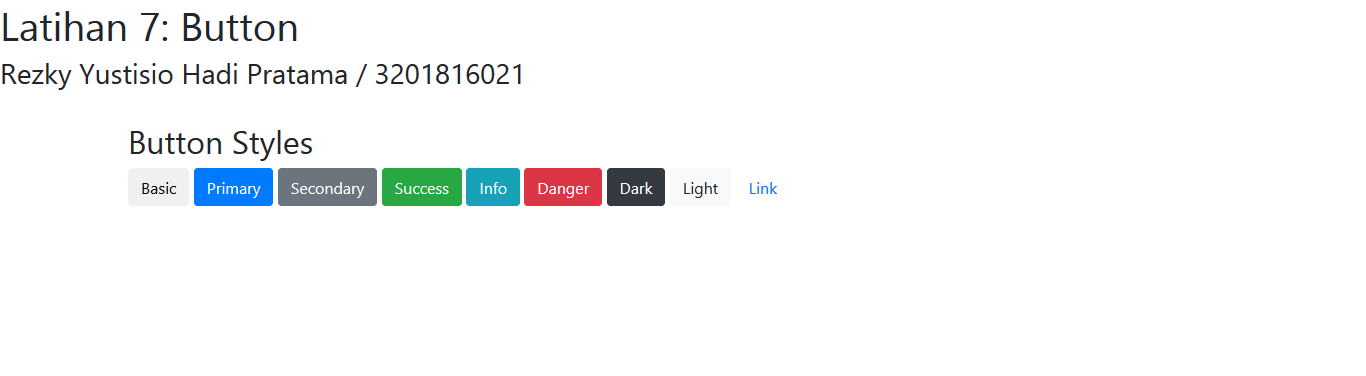 Latihan 7: Button
Rezky Yustisio Hadi Pratama / 3201816021
Button Styles
Basic Primary Secondary Success Info Danger Dark Light Link